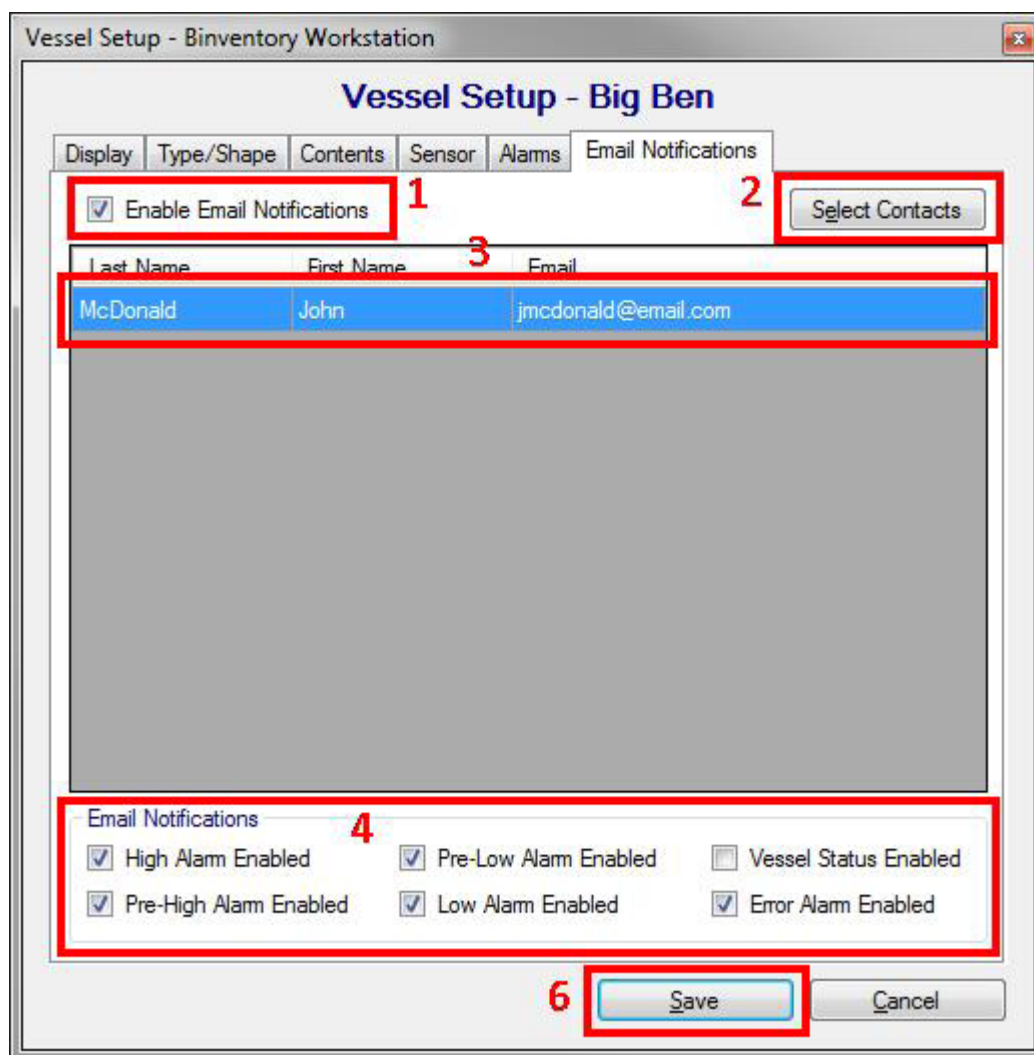 Vessel Setup - Binventory Workstation
Vessel Setup - Big Ben
Display Type/Shape Contents Sensor Alarms Email Notifications
Enable Email Notifications 1 2 Select Contacts
3
Last Name First Name Email
McDonald John jmcdonald@email.com
Email Notifications 4
High Alarm Enabled Pre-Low Alarm Enabled Vessel Status Enabled
Pre-High Alarm Enabled Low Alarm Enabled Error Alarm Enabled
6 Save Cancel